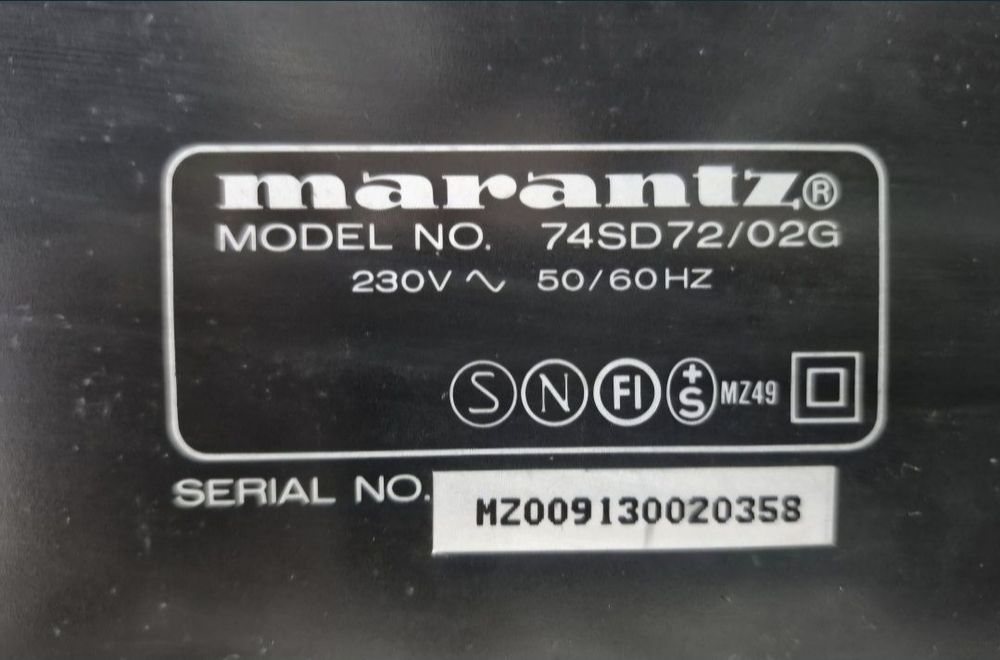 marantz®
MODEL NO. 74SD72/02G
230V ∿ 50/60HZ
S N FI +S MZ49
SERIAL NO. MZ009130020358